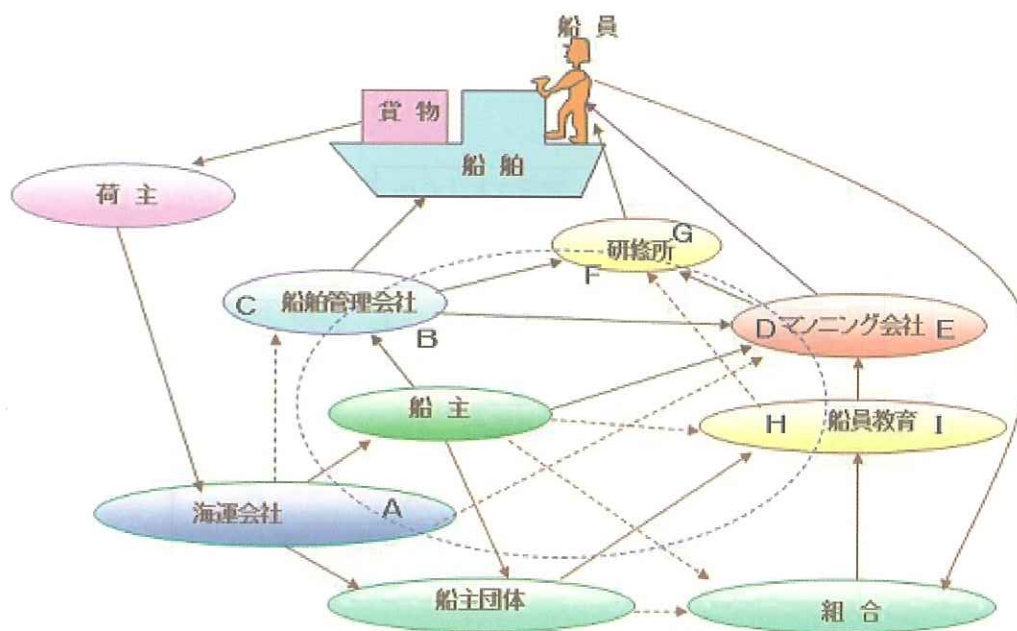 船 員
貨 物
船 舶
荷 主
G
研修所
F
C 船舶管理会社
B
D マンニング会社 E
船 主
H 船員教育 I
海運会社 A
船主団体
組 合